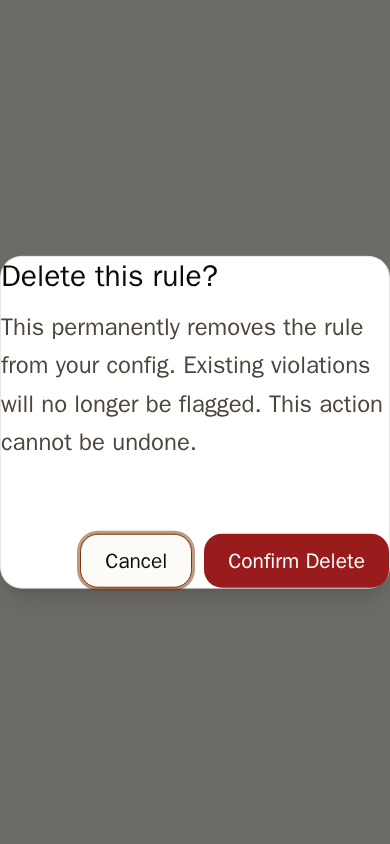 Delete this rule?
This permanently removes the rule
from your config. Existing violations
will no longer be flagged. This action
cannot be undone.
Cancel
Confirm Delete